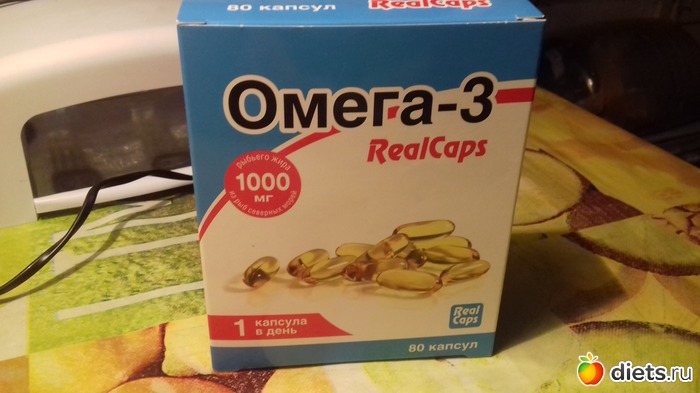 80 капсул
RealCaps
Омега-3
RealCaps
рыбьего жира
1000 мг
из рыб северных морей
1 капсула
в день
Real
Caps
80 капсул
diets.ru